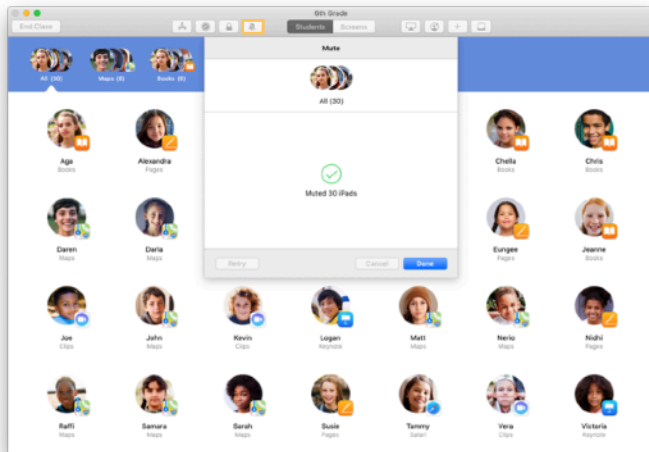 6th Grade
End Class
Students Screens
Mute
All (30) Maps (8) Books (6)
All (30)
Aga Alexandra Chella Chris
Books Pages Books Books
Muted 30 iPads
Daren Darla Eungee Jeanne
Maps Maps Pages Books
Retry Cancel Done
Joe John Kevin Logan Matt Nerio Nidhi
Clips Maps Clips Keynote Maps Maps Pages
Raffi Samara Sarah Susie Tammy Vera Victoria
Maps Maps Maps Pages Safari Clips Keynote